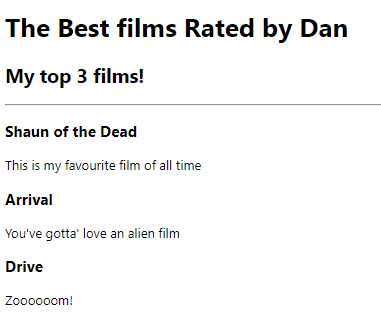 The Best films Rated by Dan
My top 3 films!
Shaun of the Dead
This is my favourite film of all time
Arrival
You've gotta' love an alien film
Drive
Zoooooom!